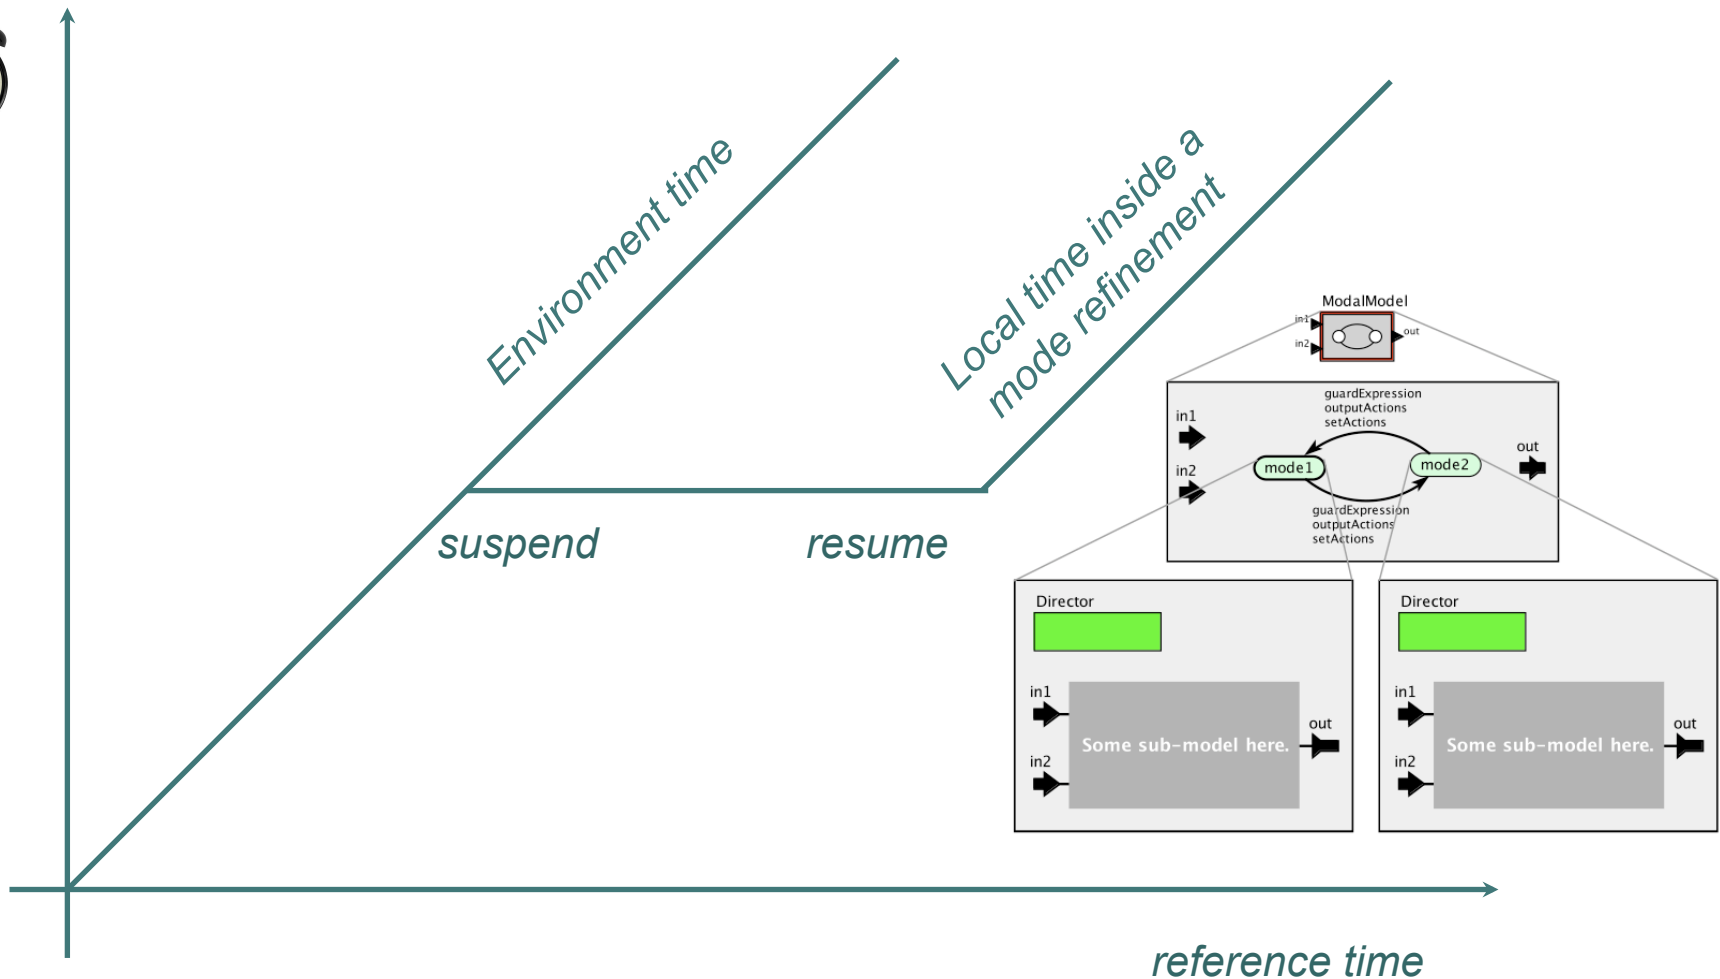 Environment time
Local time inside a
mode refinement
suspend
resume
reference time
ModalModel
in1
in2
out
guardExpression
outputActions
setActions
in1
in2
out
mode1
mode2
guardExpression
outputActions
setActions
Director
in1
in2
Some sub-model here.
out
Director
in1
in2
Some sub-model here.
out